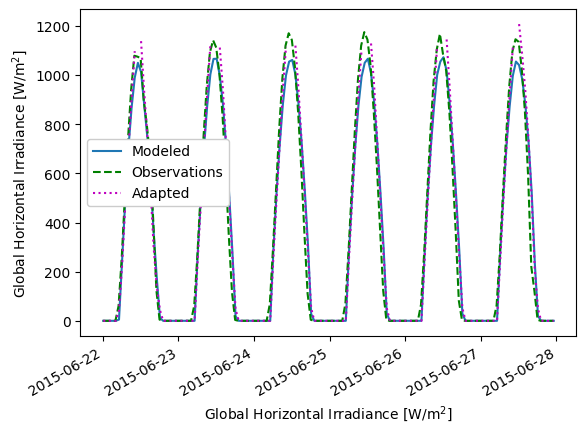 Global Horizontal Irradiance [W/m²]
1200
1000
800
600
400
200
0
Modeled
Observations
Adapted
2015-06-22
2015-06-23
2015-06-24
2015-06-25
2015-06-26
2015-06-27
2015-06-28
Global Horizontal Irradiance [W/m²]